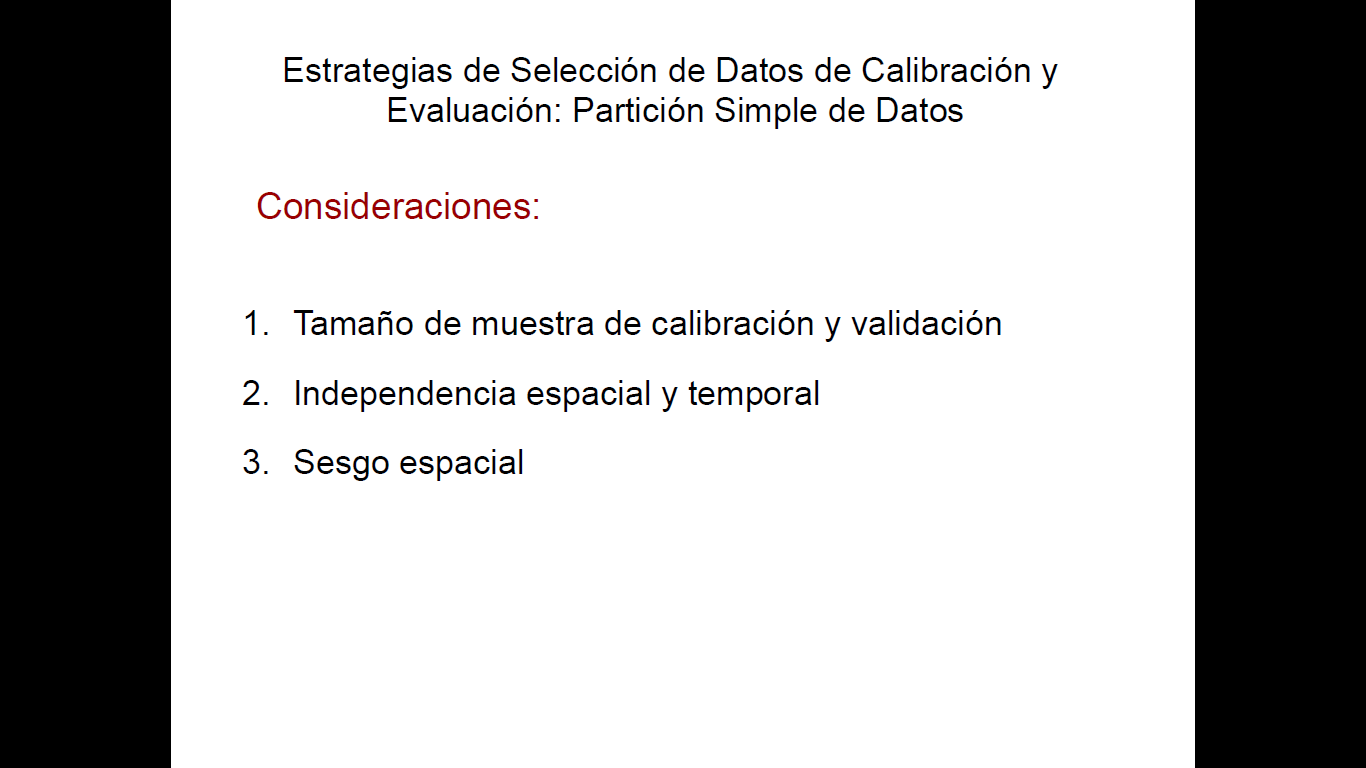 Estrategias de Selección de Datos de Calibración y
Evaluación: Partición Simple de Datos
Consideraciones:
1. Tamaño de muestra de calibración y validación
2. Independencia espacial y temporal
3. Sesgo espacial